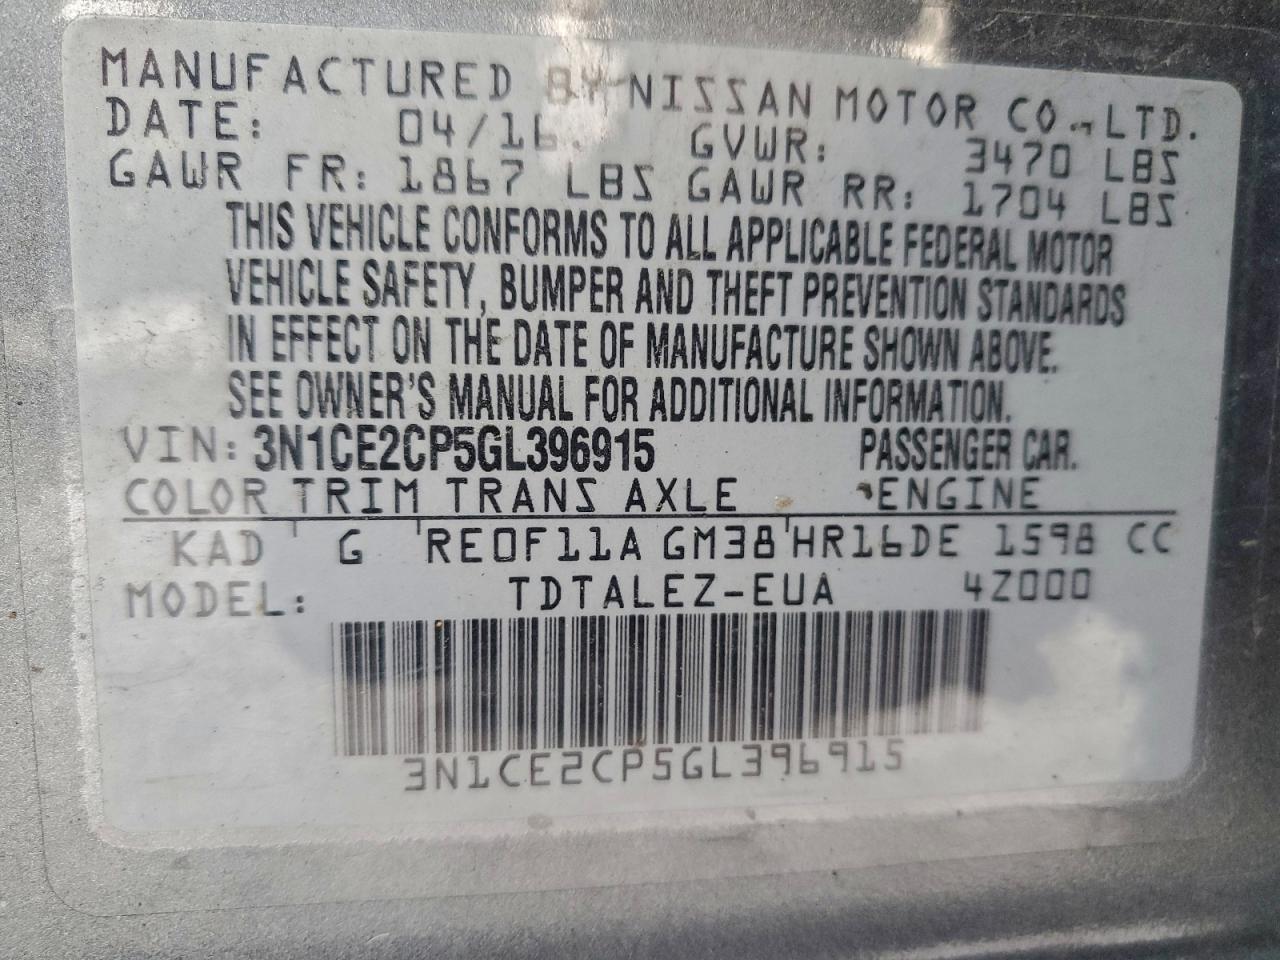 MANUFACTURED BY NISSAN MOTOR CO., LTD.
DATE: 04/16. GVWR: 3470 LBS
GAWR FR: 1867 LBS GAWR RR: 1704 LBS
THIS VEHICLE CONFORMS TO ALL APPLICABLE FEDERAL MOTOR
VEHICLE SAFETY, BUMPER AND THEFT PREVENTION STANDARDS
IN EFFECT ON THE DATE OF MANUFACTURE SHOWN ABOVE.
SEE OWNER'S MANUAL FOR ADDITIONAL INFORMATION.
VIN: 3N1CE2CP5GL396915 PASSENGER CAR.
COLOR TRIM TRANS AXLE ENGINE
KAD G RE0F11A GM38 HR16DE 1598 CC
MODEL: TDTALEZ-EUA 4Z000
3N1CE2CP5GL396915